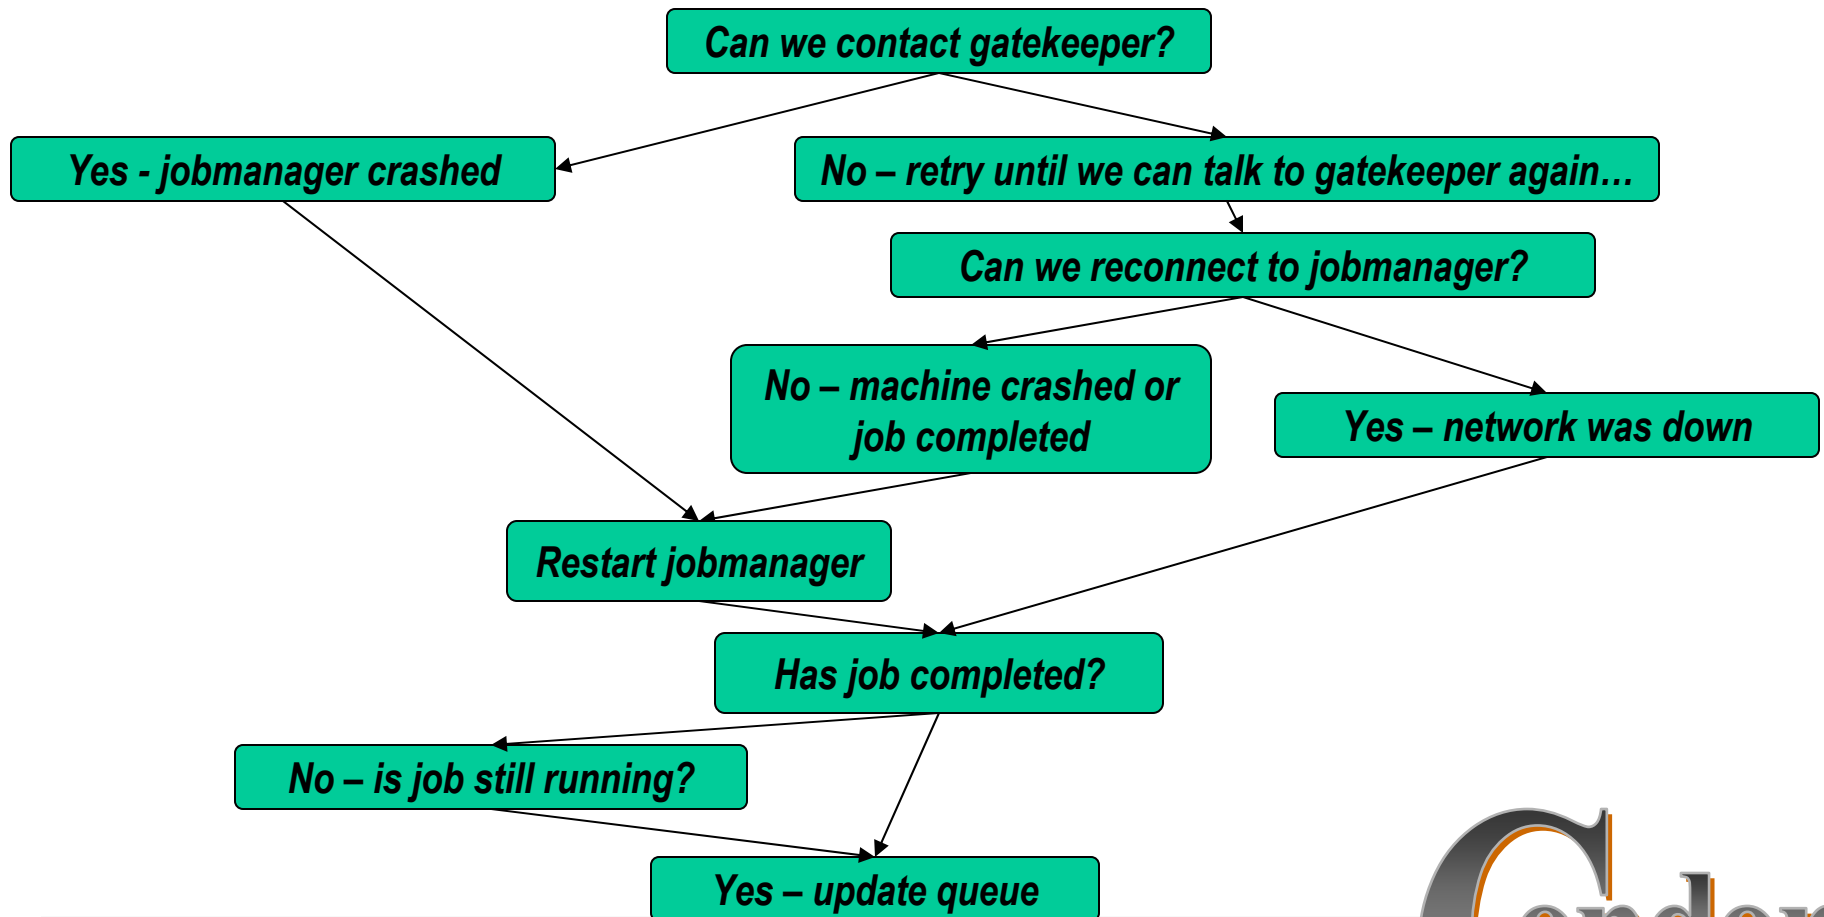 Can we contact gatekeeper?
Yes - jobmanager crashed
No – retry until we can talk to gatekeeper again…
Can we reconnect to jobmanager?
No – machine crashed or
job completed
Yes – network was down
Restart jobmanager
Has job completed?
No – is job still running?
Yes – update queue